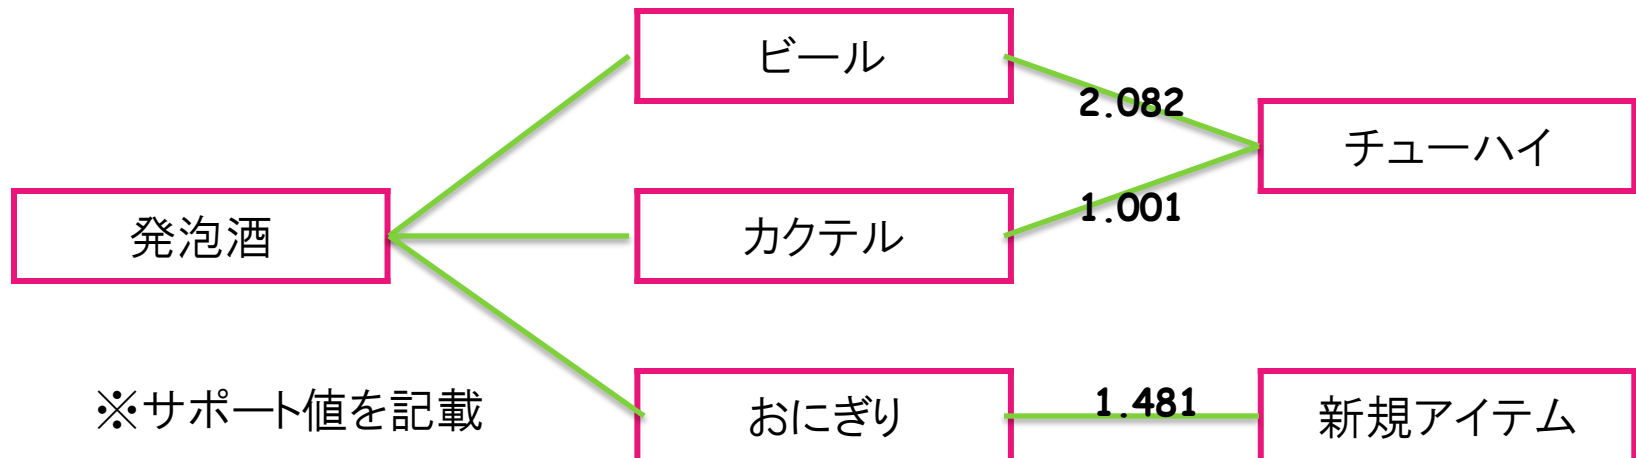 ビール
2.082
チューハイ
発泡酒
カクテル
1.001
※サポート値を記載
おにぎり
1.481
新規アイテム